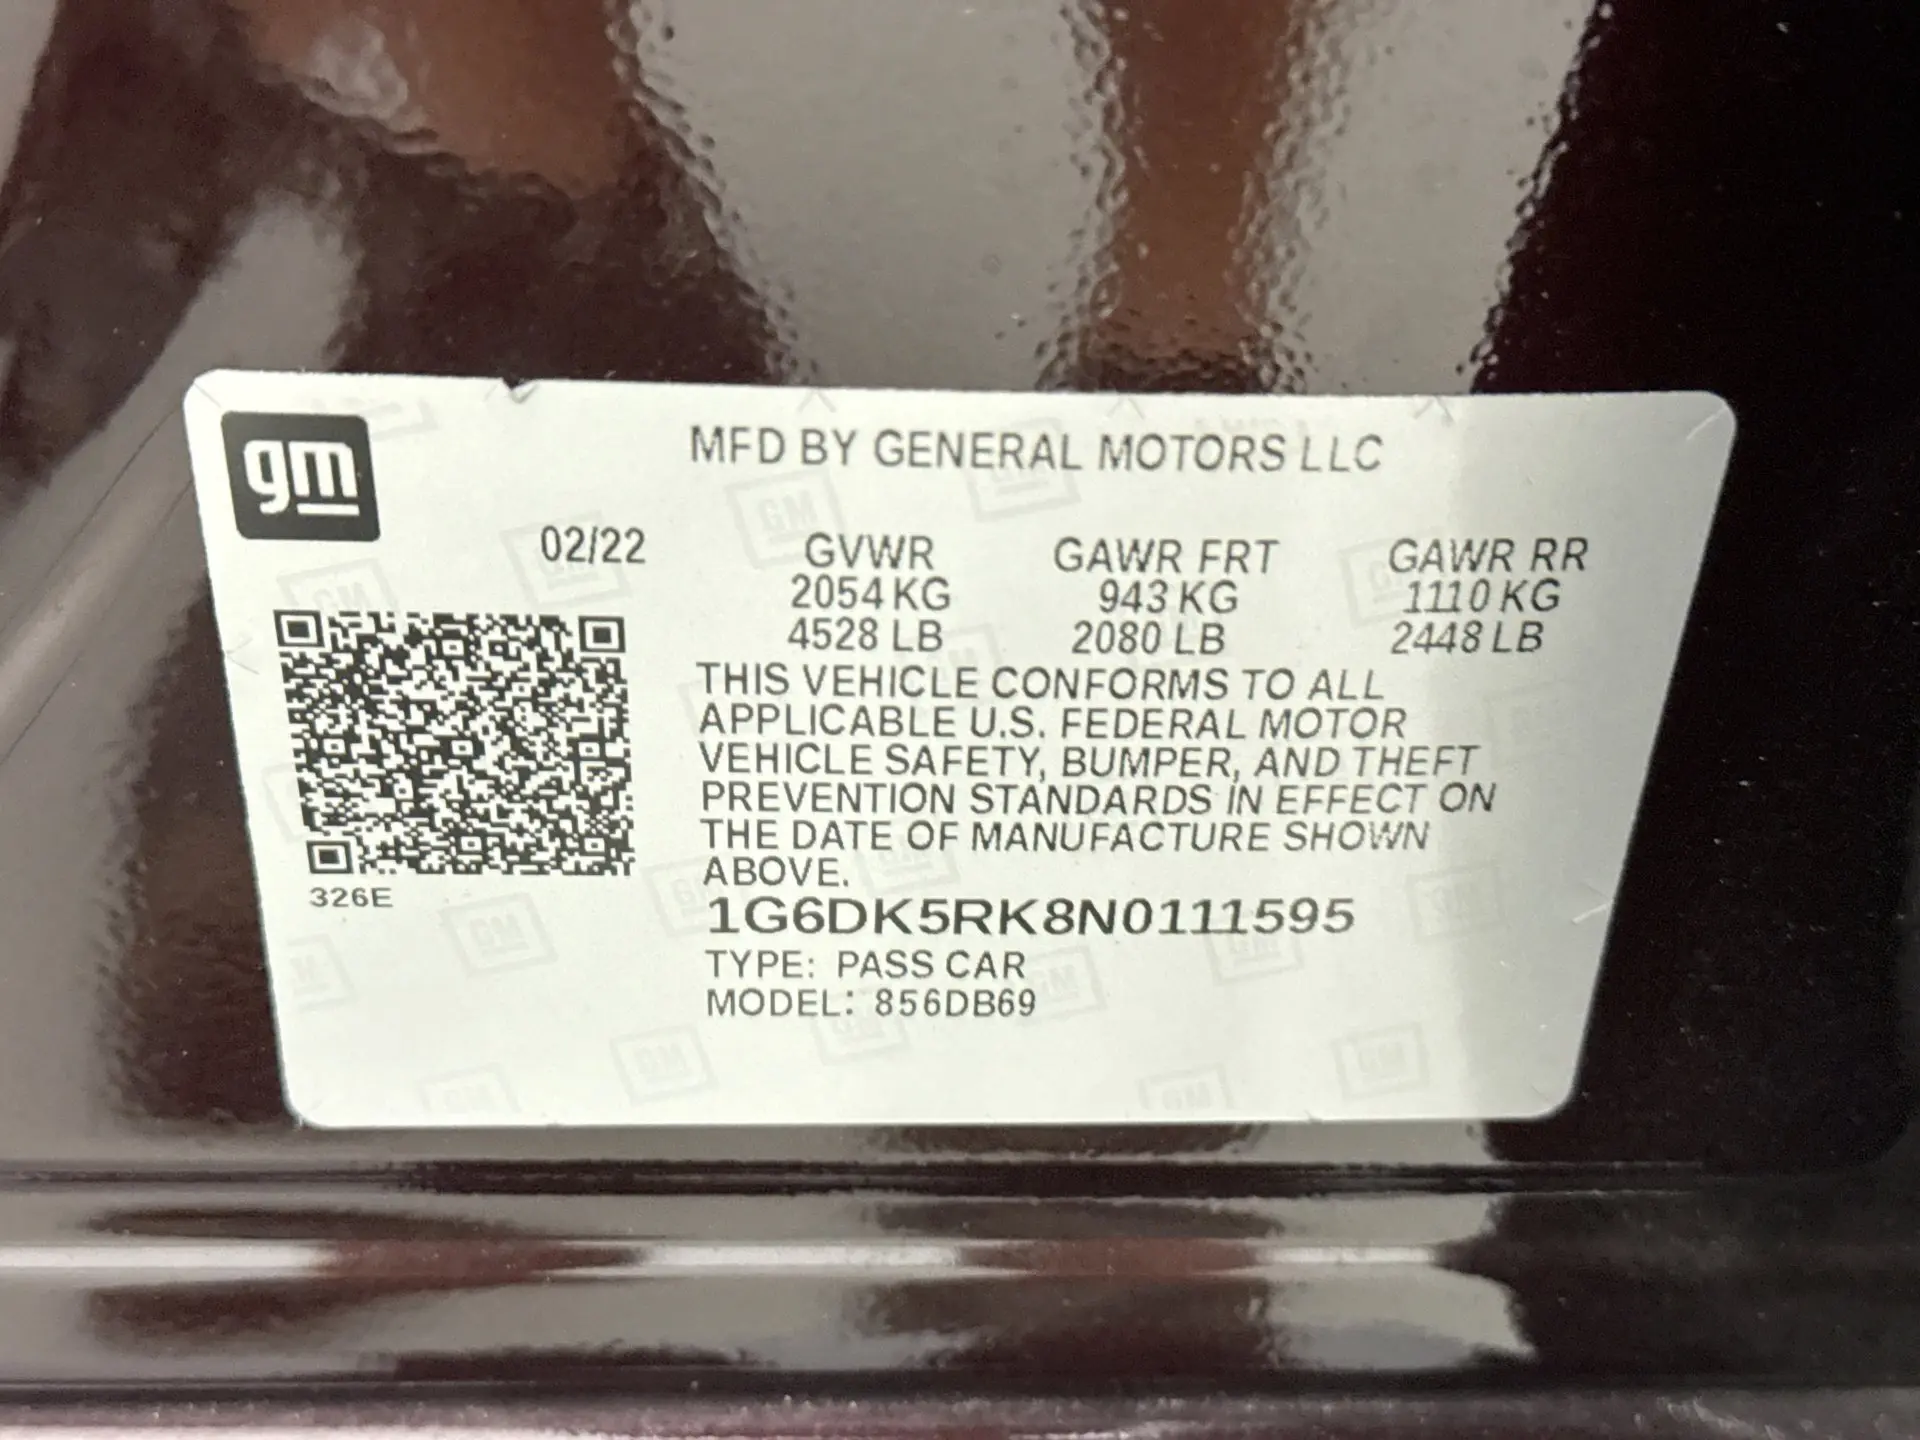 gm
MFD BY GENERAL MOTORS LLC
02/22 GVWR GAWR FRT GAWR RR
2054 KG 943 KG 1110 KG
4528 LB 2080 LB 2448 LB
THIS VEHICLE CONFORMS TO ALL
APPLICABLE U.S. FEDERAL MOTOR
VEHICLE SAFETY, BUMPER, AND THEFT
PREVENTION STANDARDS IN EFFECT ON
THE DATE OF MANUFACTURE SHOWN
ABOVE.
326E
1G6DK5RK8N0111595
TYPE: PASS CAR
MODEL: 856DB69